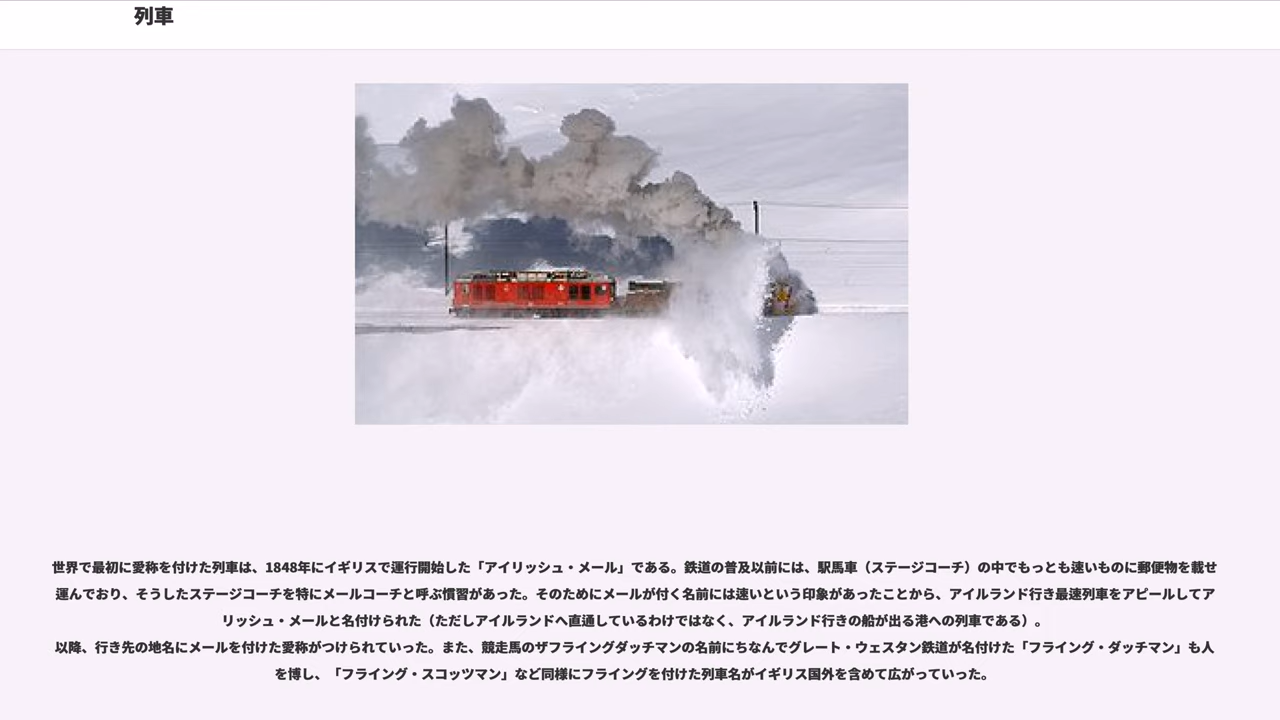 列車
世界で最初に愛称を付けた列車は、1848年にイギリスで運行開始した「アイリッシュ・メール」である。鉄道の普及以前には、駅馬車（ステージコーチ）の中でもっとも速いものに郵便物を載せ
運んでおり、そうしたステージコーチを特にメールコーチと呼ぶ慣習があった。そのためにメールが付く名前には速いという印象があったことから、アイルランド行き最速列車をアピールしてア
リッシュ・メールと名付けられた（ただしアイルランドへ直通しているわけではなく、アイルランド行きの船が出る港への列車である）。
以降、行き先の地名にメールを付けた愛称がつけられていった。また、競走馬のザフライングダッチマンの名前にちなんでグレート・ウェスタン鉄道が名付けた「フライング・ダッチマン」も人
を博し、「フライング・スコッツマン」など同様にフライングを付けた列車名がイギリス国外を含めて広がっていった。